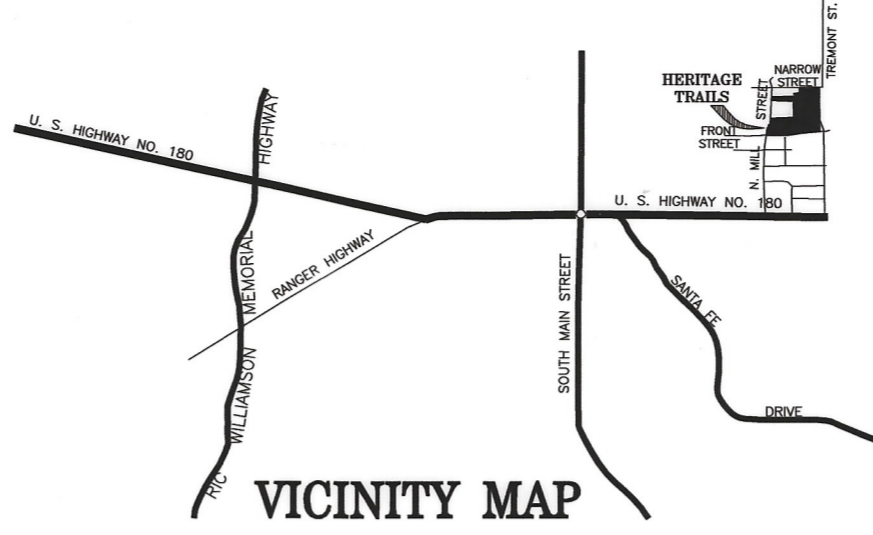 TREMONT ST.
NARROW
STREET
HERITAGE
TRAILS
STREET
N. MILL
FRONT
STREET
U. S. HIGHWAY NO. 180
HIGHWAY
MEMORIAL
WILLIAMSON
RIC
U. S. HIGHWAY NO. 180
RANGER HIGHWAY
SOUTH MAIN STREET
SANTA FE
DRIVE
VICINITY MAP